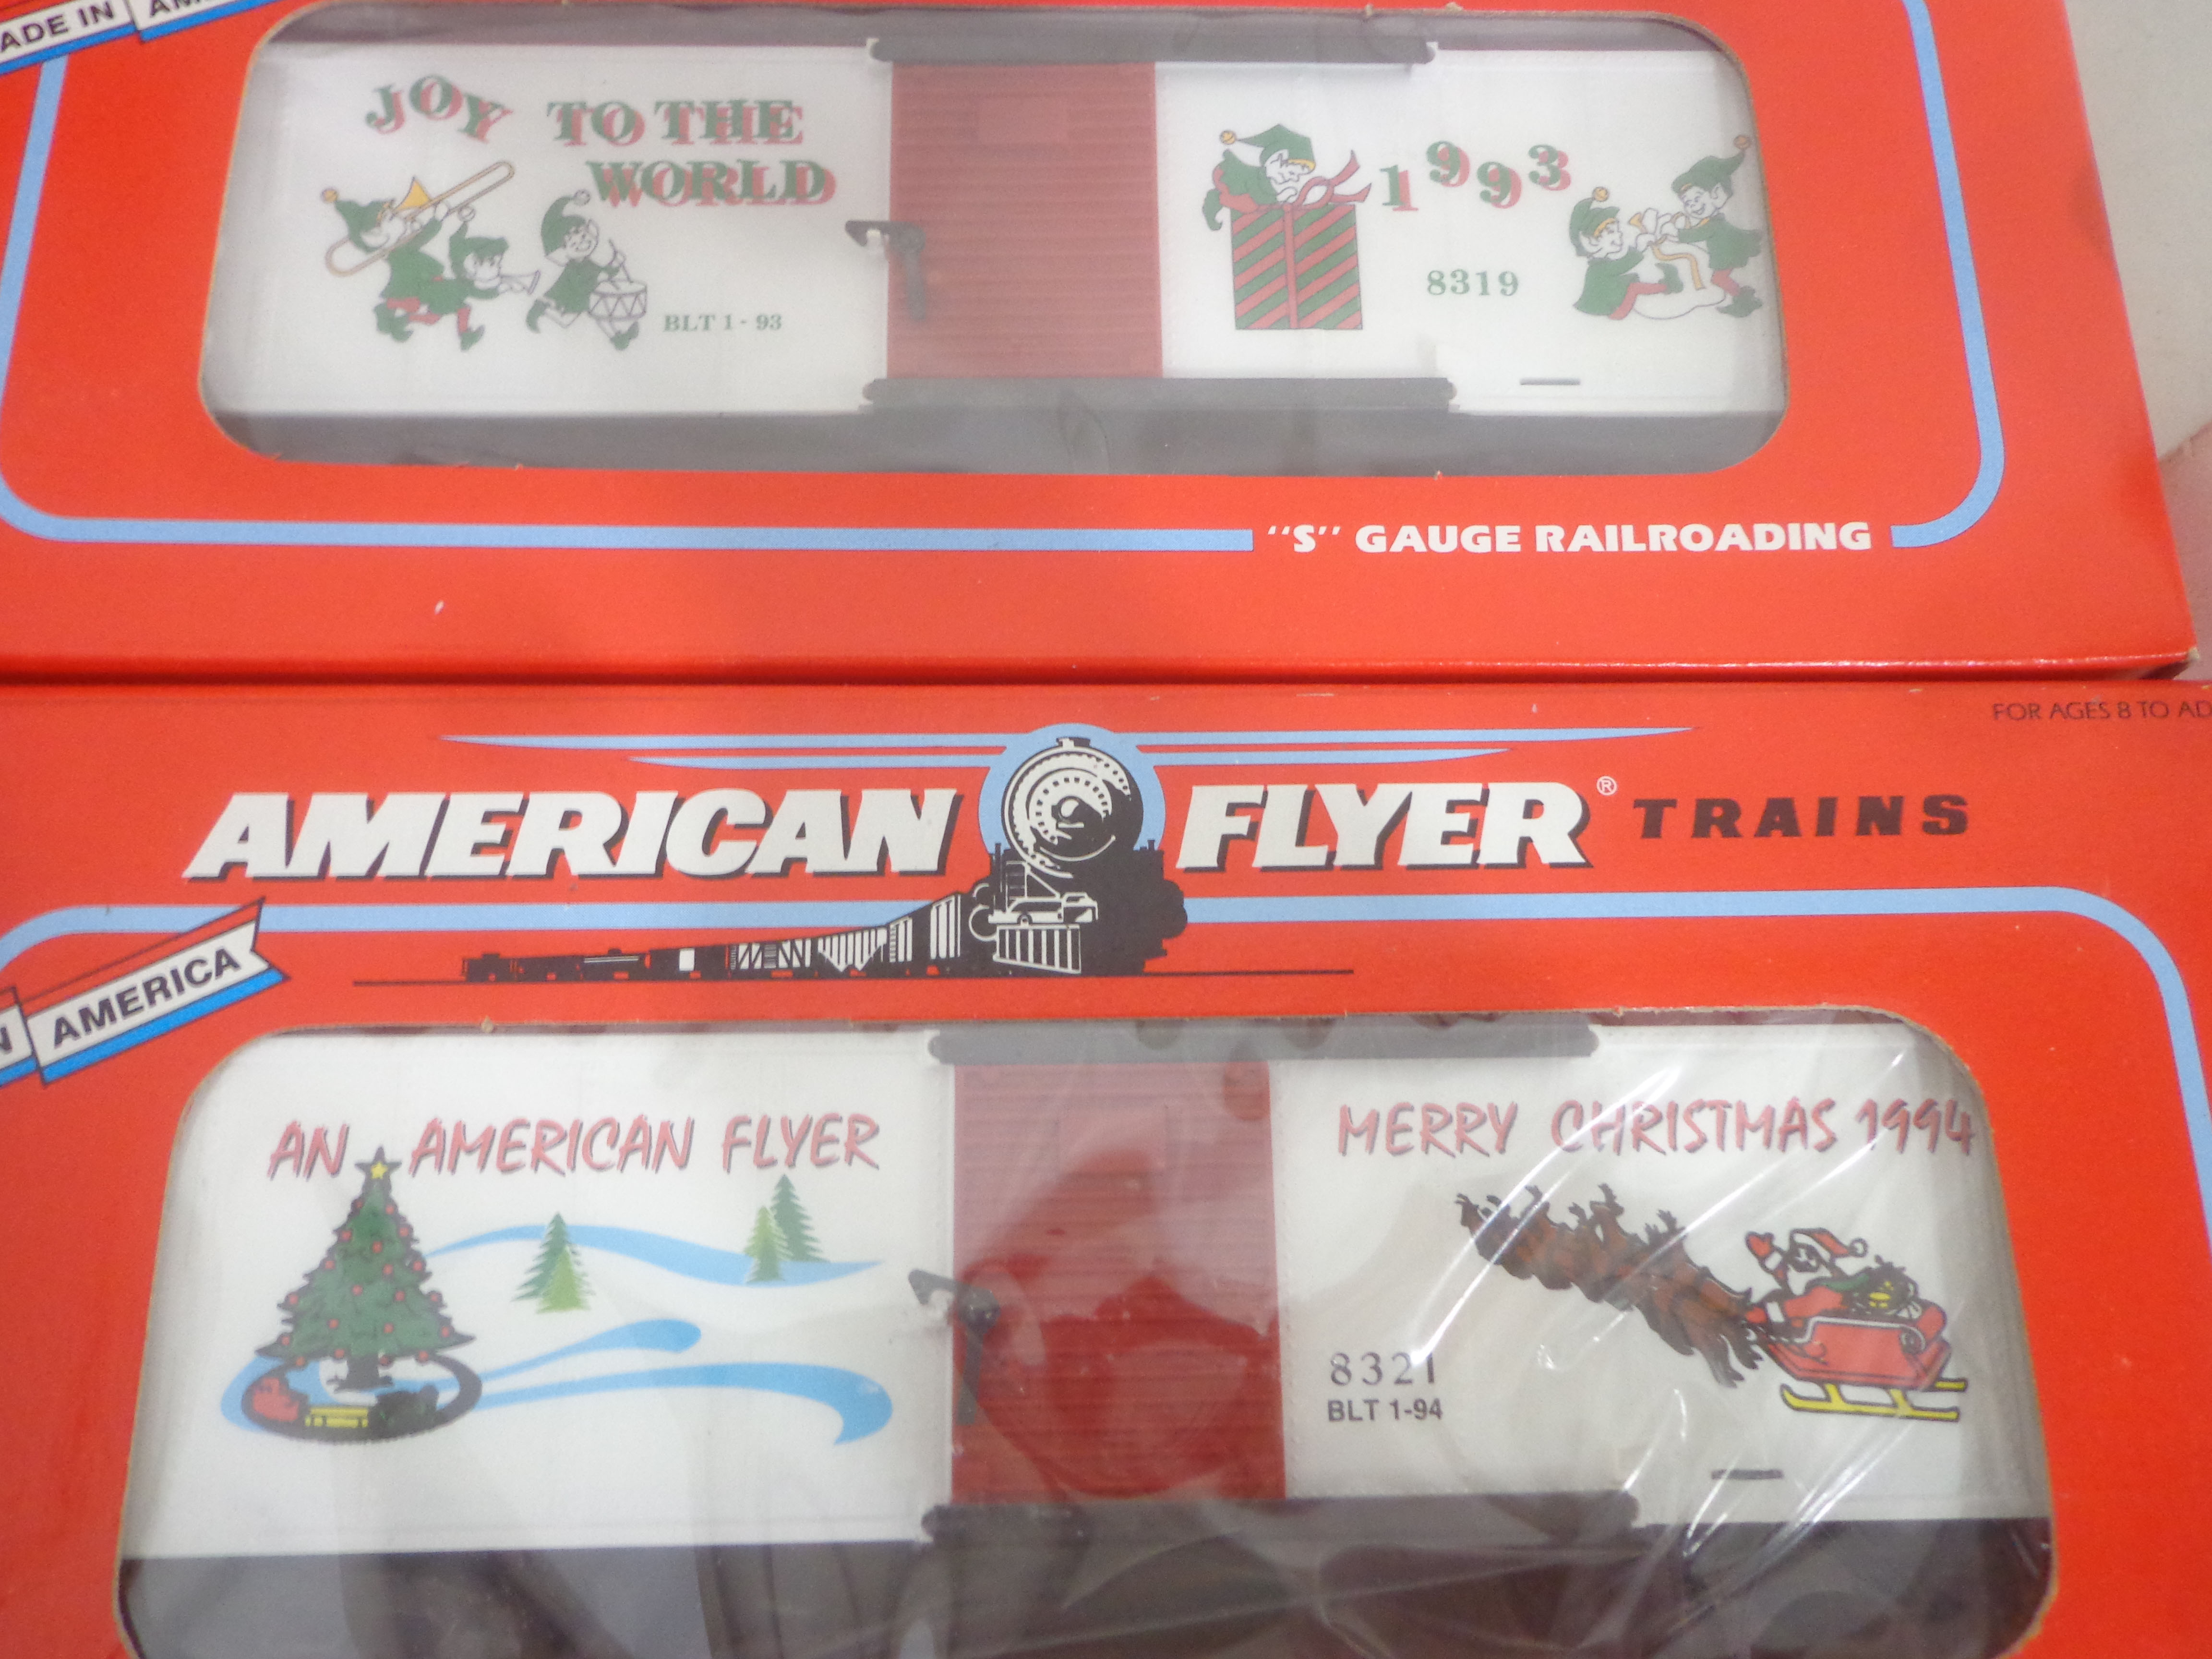 ADE IN
JOY TO THE
WORLD
BLT 1 - 93
1993
8319
"S" GAUGE RAILROADING
FOR AGES 8 TO AD
AMERICAN FLYER® TRAINS
AMERICA
AN AMERICAN FLYER
MERRY CHRISTMAS 1994
8321
BLT 1-94